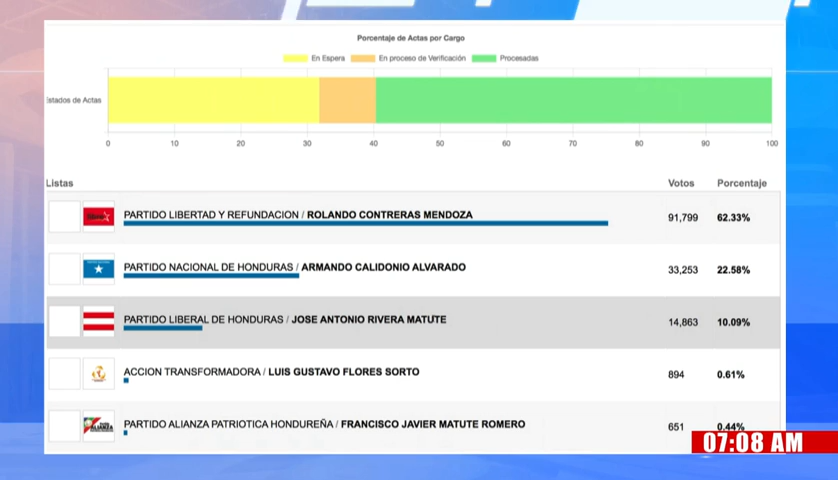 Porcentaje de Actas por Cargo
En Espera En proceso de Verificación Procesadas
Estados de Actas
0 10 20 30 40 50 60 70 80 90 100
Listas Votos Porcentaje
PARTIDO LIBERTAD Y REFUNDACION / ROLANDO CONTRERAS MENDOZA 91,799 62.33%
PARTIDO NACIONAL DE HONDURAS / ARMANDO CALIDONIO ALVARADO 33,253 22.58%
PARTIDO LIBERAL DE HONDURAS / JOSE ANTONIO RIVERA MATUTE 14,863 10.09%
ACCION TRANSFORMADORA / LUIS GUSTAVO FLORES SORTO 894 0.61%
ALIANZA
PARTIDO ALIANZA PATRIOTICA HONDUREÑA / FRANCISCO JAVIER MATUTE ROMERO 651 0.44%
07:08 AM